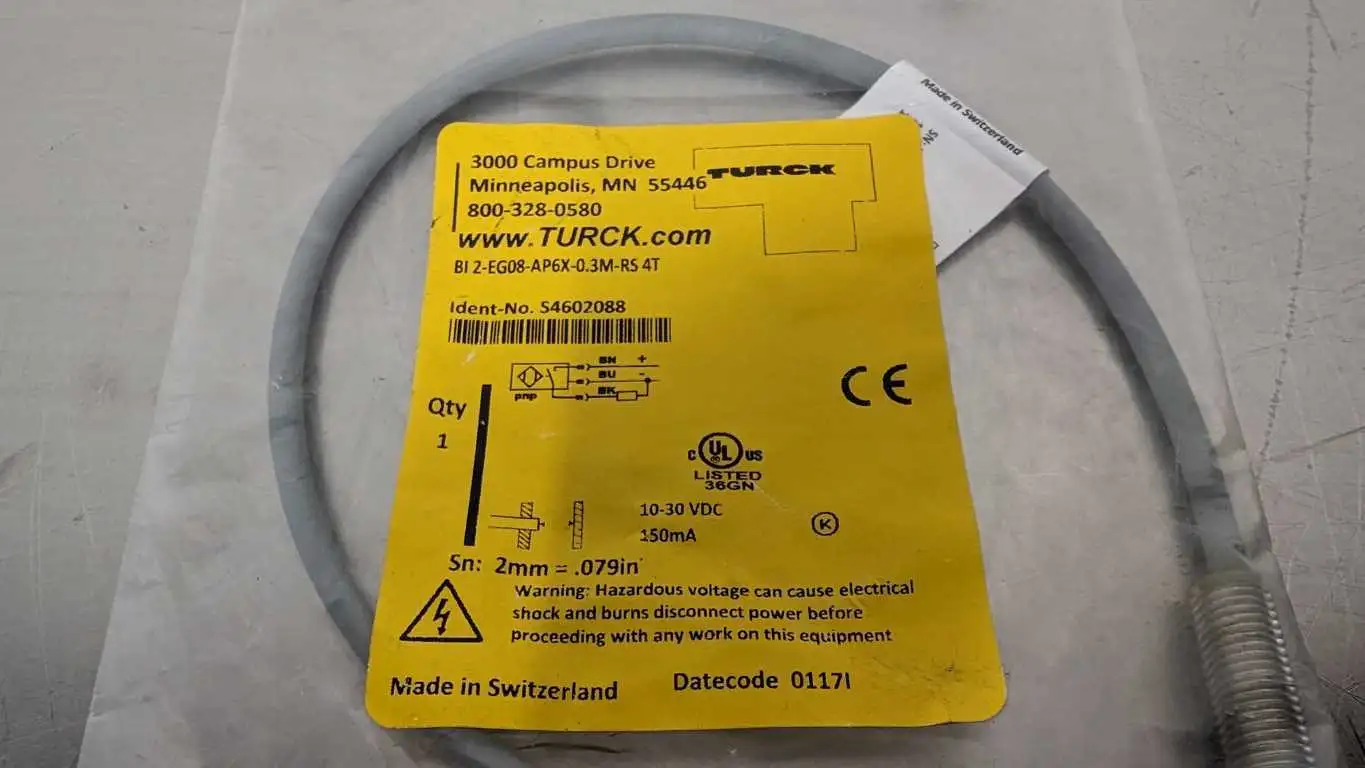 Made in Switzerland
3000 Campus Drive
Minneapolis, MN 55446
800-328-0580
TURCK
www.TURCK.com
BI 2-EG08-AP6X-0.3M-RS 4T
Ident-No. S4602088
BN +
BU -
BK
pnp
Qty
1
CE
C UL US
LISTED
36GN
10-30 VDC
150mA
K
Sn: 2mm = .079in
Warning: Hazardous voltage can cause electrical
shock and burns disconnect power before
proceeding with any work on this equipment
Made in Switzerland
Datecode 0117I